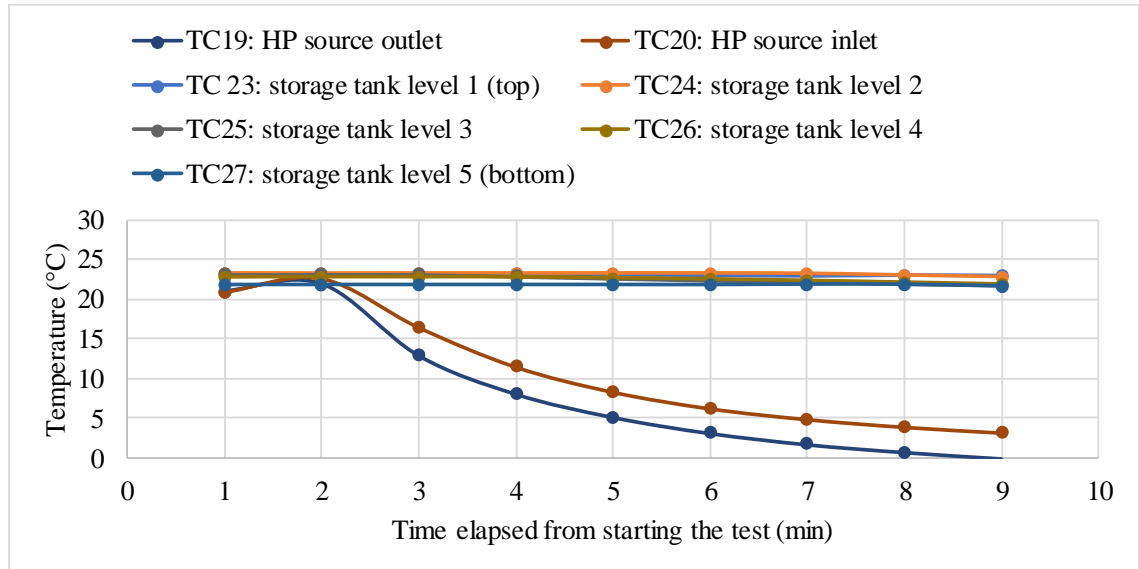 TC19: HP source outlet
TC20: HP source inlet
TC 23: storage tank level 1 (top)
TC24: storage tank level 2
TC25: storage tank level 3
TC26: storage tank level 4
TC27: storage tank level 5 (bottom)
30
25
20
15
10
5
0
Temperature (°C)
0 1 2 3 4 5 6 7 8 9 10
Time elapsed from starting the test (min)